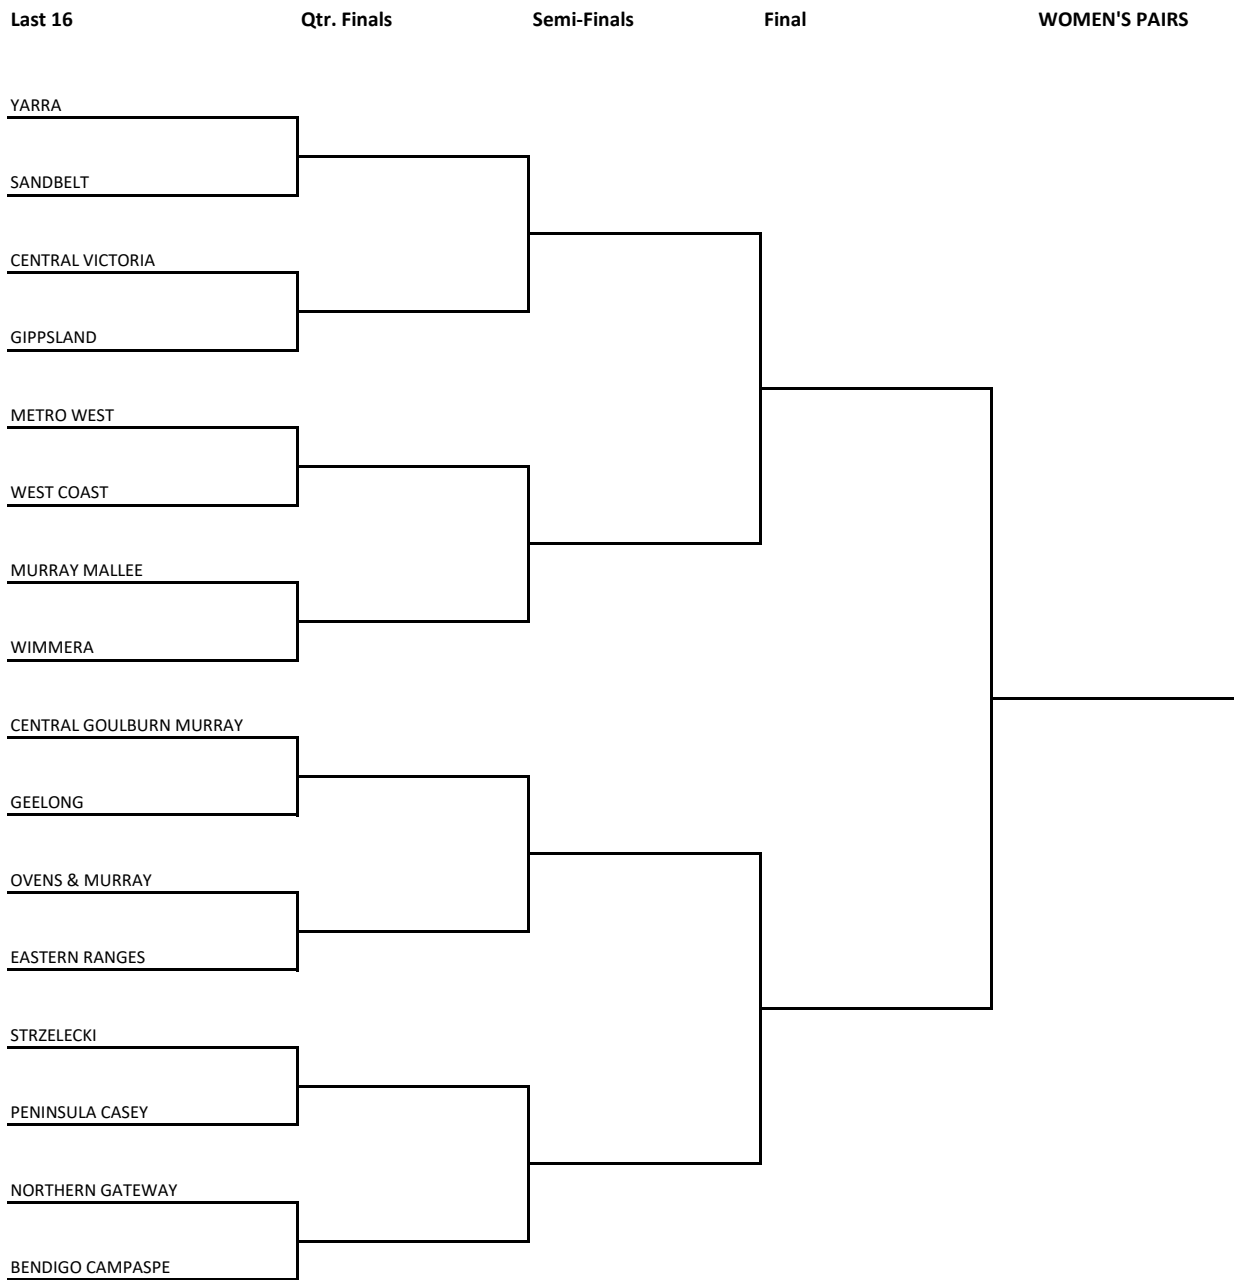 Last 16 Qtr. Finals Semi-Finals Final WOMEN'S PAIRS
YARRA
SANDBELT
CENTRAL VICTORIA
GIPPSLAND
METRO WEST
WEST COAST
MURRAY MALLEE
WIMMERA
CENTRAL GOULBURN MURRAY
GEELONG
OVENS & MURRAY
EASTERN RANGES
STRZELECKI
PENINSULA CASEY
NORTHERN GATEWAY
BENDIGO CAMPASPE